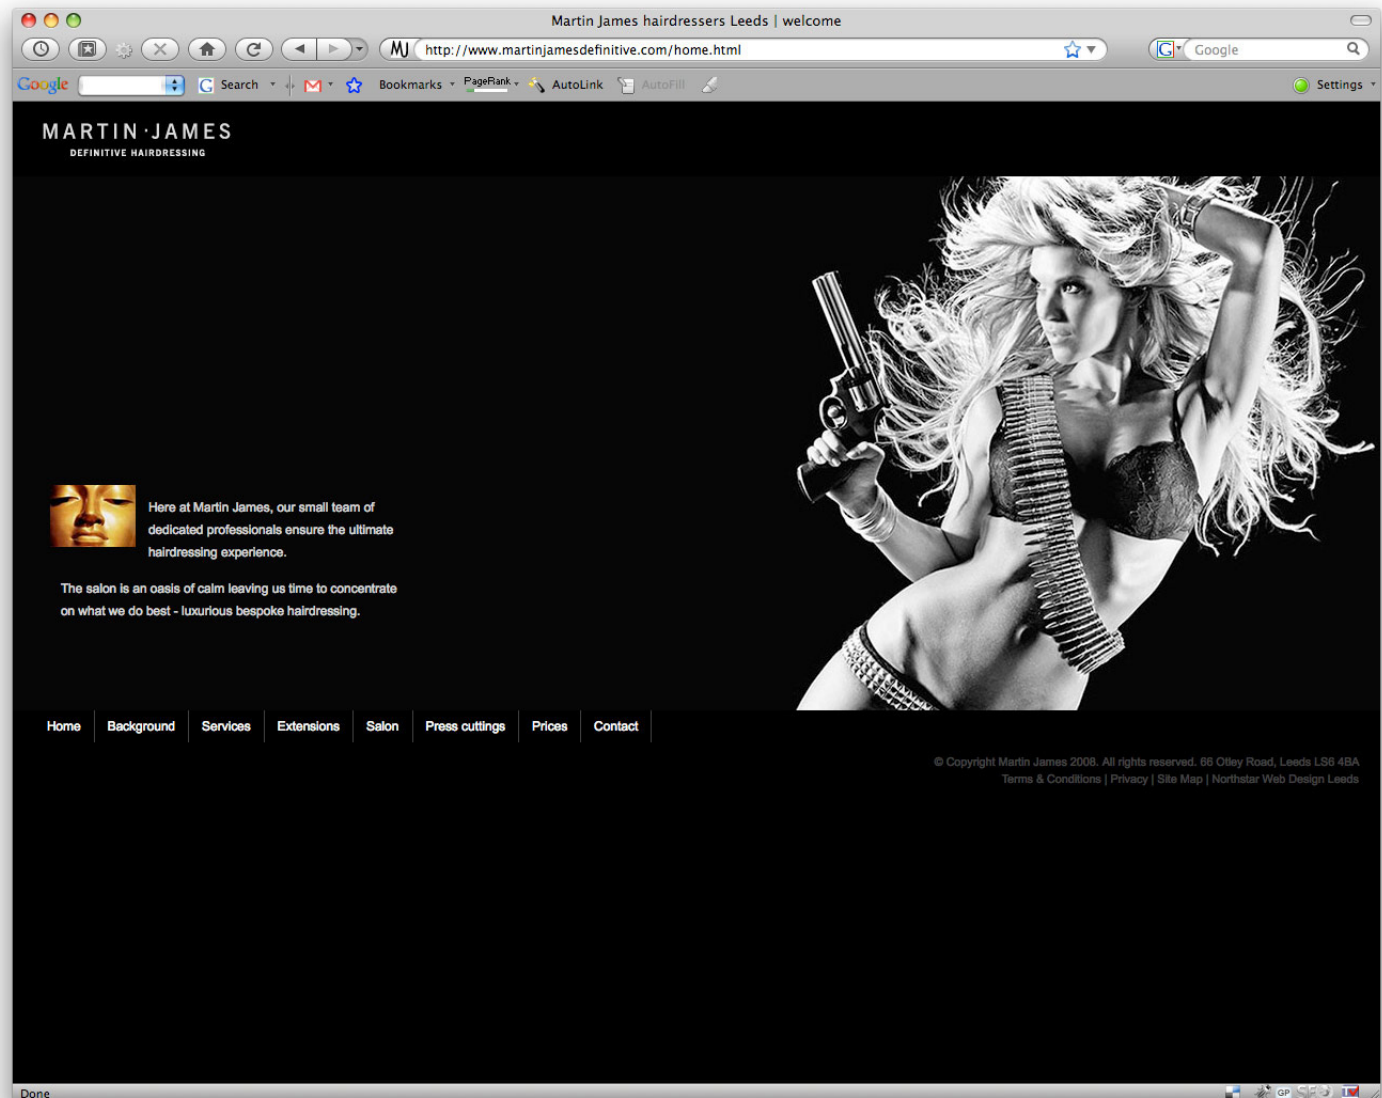 Martin James hairdressers Leeds | welcome
MJ http://www.martinjamesdefinitive.com/home.html G Google
Google G Search Bookmarks PageRank AutoLink AutoFill Settings
MARTIN·JAMES
DEFINITIVE HAIRDRESSING
Here at Martin James, our small team of
dedicated professionals ensure the ultimate
hairdressing experience.
The salon is an oasis of calm leaving us time to concentrate
on what we do best - luxurious bespoke hairdressing.
Home Background Services Extensions Salon Press cuttings Prices Contact
© Copyright Martin James 2008. All rights reserved. 66 Otley Road, Leeds LS6 4BA
Terms & Conditions | Privacy | Site Map | Northstar Web Design Leeds
Done GP SF